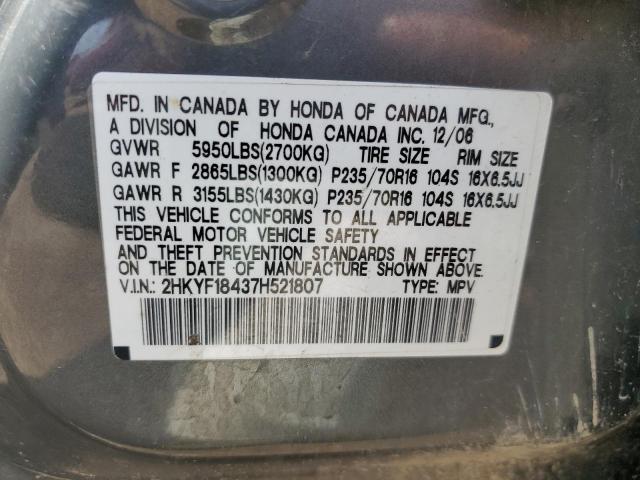 MFD. IN CANADA BY HONDA OF CANADA MFG.,
A DIVISION OF HONDA CANADA INC. 12/06
GVWR 5950LBS(2700KG) TIRE SIZE RIM SIZE
GAWR F 2865LBS(1300KG) P235/70R16 104S 16X6.5JJ
GAWR R 3155LBS(1430KG) P235/70R16 104S 16X6.5JJ
THIS VEHICLE CONFORMS TO ALL APPLICABLE
FEDERAL MOTOR VEHICLE SAFETY
AND THEFT PREVENTION STANDARDS IN EFFECT
ON THE DATE OF MANUFACTURE SHOWN ABOVE.
V.I.N.: 2HKYF18437H521807 TYPE: MPV